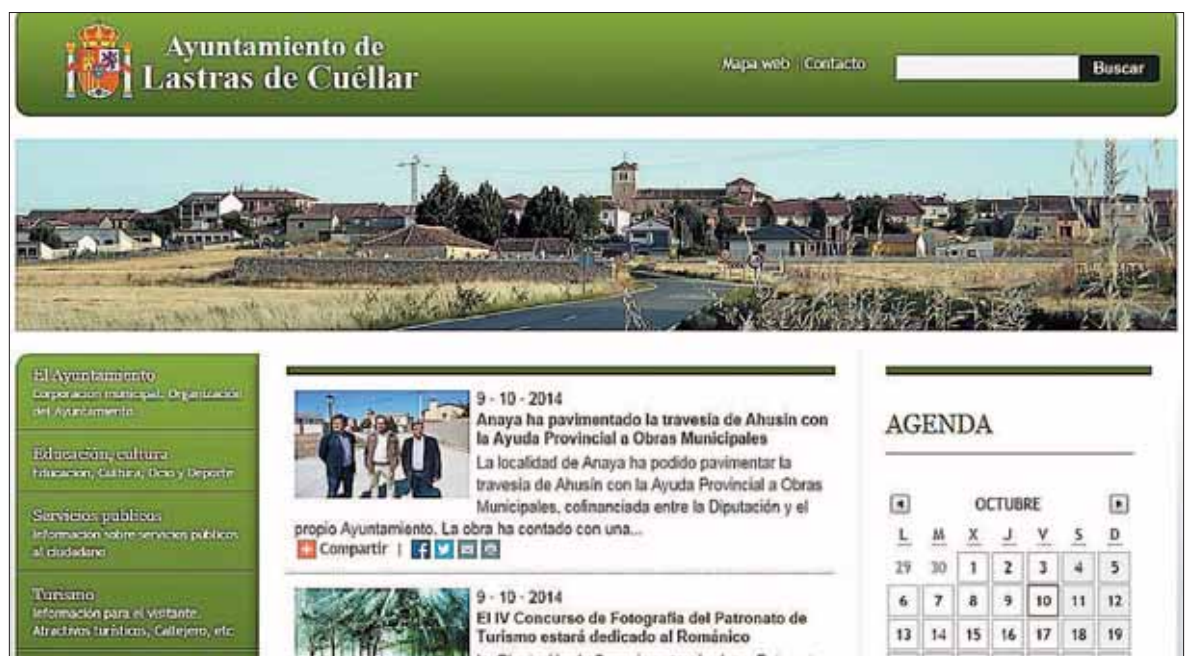 Ayuntamiento de
Lastras de Cuéllar
Mapa web Contacto
Buscar
El Ayuntamiento
Corporación municipal, Organización
del Ayuntamiento
Educación, cultura
Educación, Cultura, Ocio y Deporte
Servicios publicos
Información sobre servicios públicos
al ciudadano
Turismo
Información para el visitante.
Atractivos turísticos, Callejero, etc
9 - 10 - 2014
Anaya ha pavimentado la travesía de Ahusín con
la Ayuda Provincial a Obras Municipales
La localidad de Anaya ha podido pavimentar la
travesía de Ahusín con la Ayuda Provincial a Obras
Municipales, cofinanciada entre la Diputación y el
propio Ayuntamiento. La obra ha contado con una...
Compartir |
9 - 10 - 2014
El IV Concurso de Fotografía del Patronato de
Turismo estará dedicado al Románico
AGENDA
OCTUBRE
L M X J V S D
29 30 1 2 3 4 5
6 7 8 9 10 11 12
13 14 15 16 17 18 19